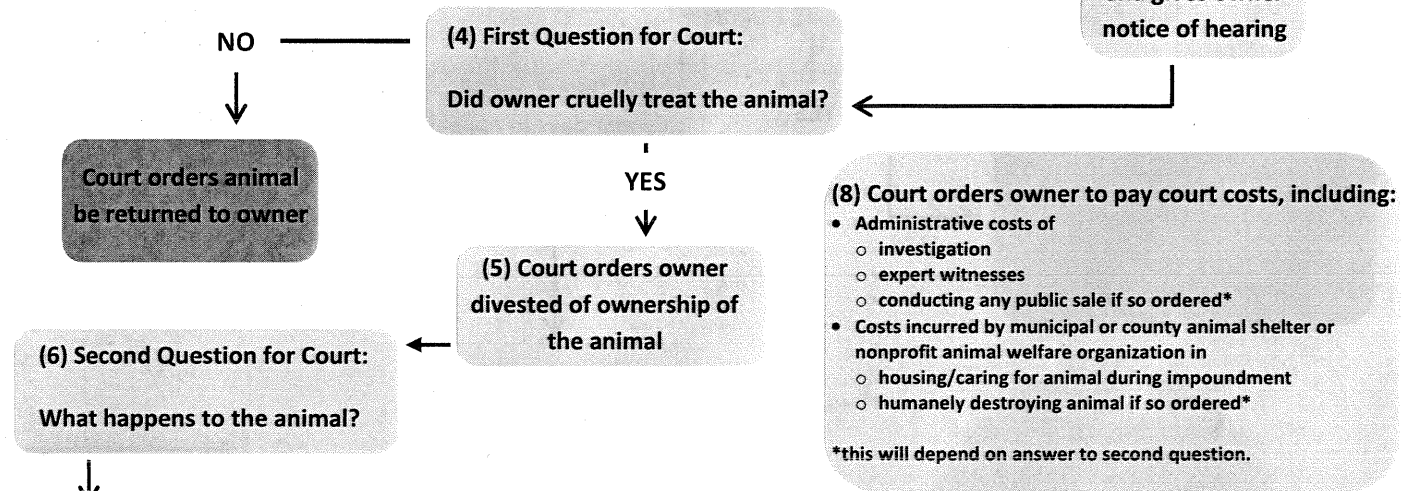 notice of hearing
NO
(4) First Question for Court:
Did owner cruelly treat the animal?
Court orders animal
be returned to owner
YES
(5) Court orders owner
divested of ownership of
the animal
(6) Second Question for Court:
What happens to the animal?
(8) Court orders owner to pay court costs, including:
• Administrative costs of
○ investigation
○ expert witnesses
○ conducting any public sale if so ordered*
• Costs incurred by municipal or county animal shelter or
nonprofit animal welfare organization in
○ housing/caring for animal during impoundment
○ humanely destroying animal if so ordered*
*this will depend on answer to second question.